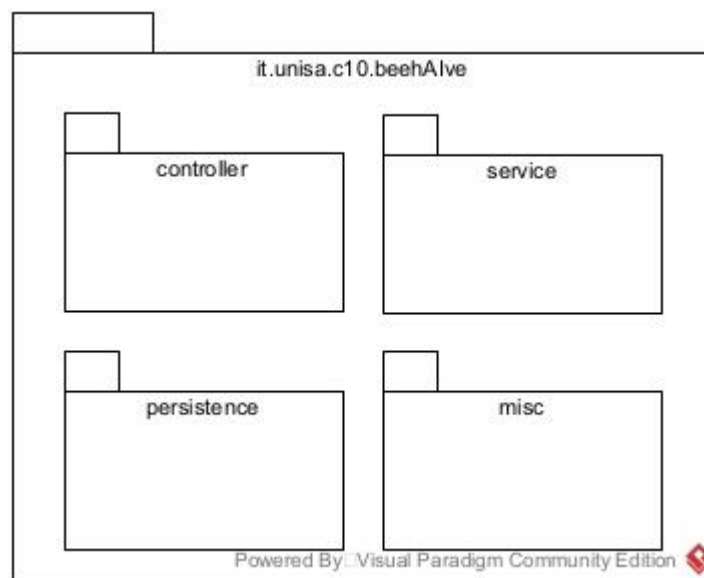 it.unisa.c10.beehAIve
controller
service
persistence
misc
Powered By Visual Paradigm Community Edition